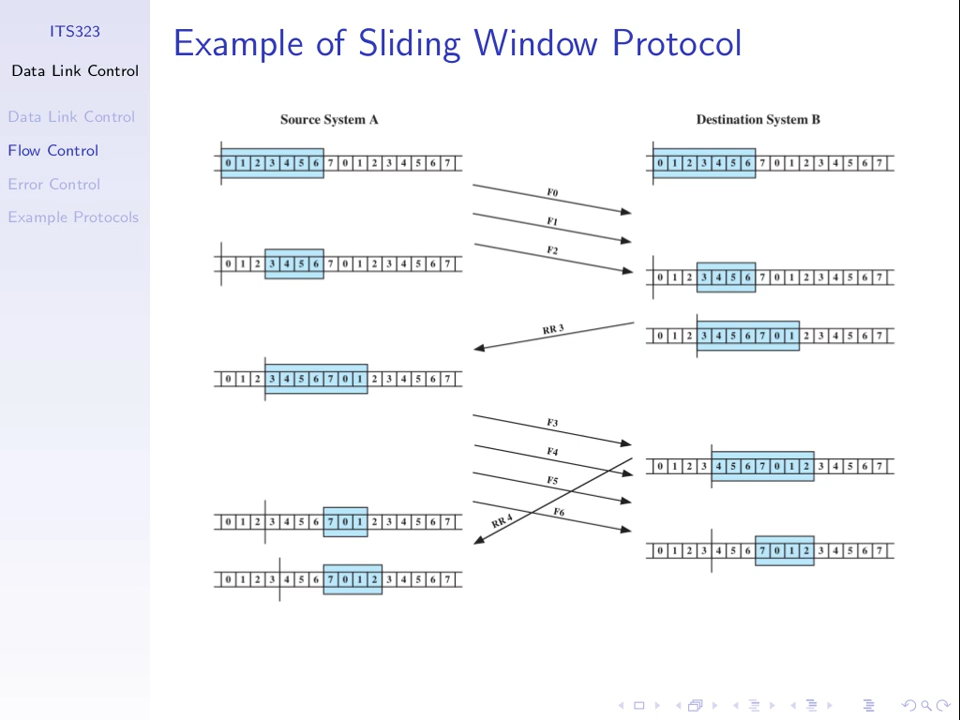 ITS323
Data Link Control
Data Link Control
Flow Control
Error Control
Example Protocols
Example of Sliding Window Protocol
Source System A
Destination System B
0 1 2 3 4 5 6 7 0 1 2 3 4 5 6 7
0 1 2 3 4 5 6 7 0 1 2 3 4 5 6 7
F0
F1
F2
0 1 2 3 4 5 6 7 0 1 2 3 4 5 6 7
0 1 2 3 4 5 6 7 0 1 2 3 4 5 6 7
RR 3
0 1 2 3 4 5 6 7 0 1 2 3 4 5 6 7
0 1 2 3 4 5 6 7 0 1 2 3 4 5 6 7
F3
F4
F5
F6
RR 4
0 1 2 3 4 5 6 7 0 1 2 3 4 5 6 7
0 1 2 3 4 5 6 7 0 1 2 3 4 5 6 7
0 1 2 3 4 5 6 7 0 1 2 3 4 5 6 7
0 1 2 3 4 5 6 7 0 1 2 3 4 5 6 7